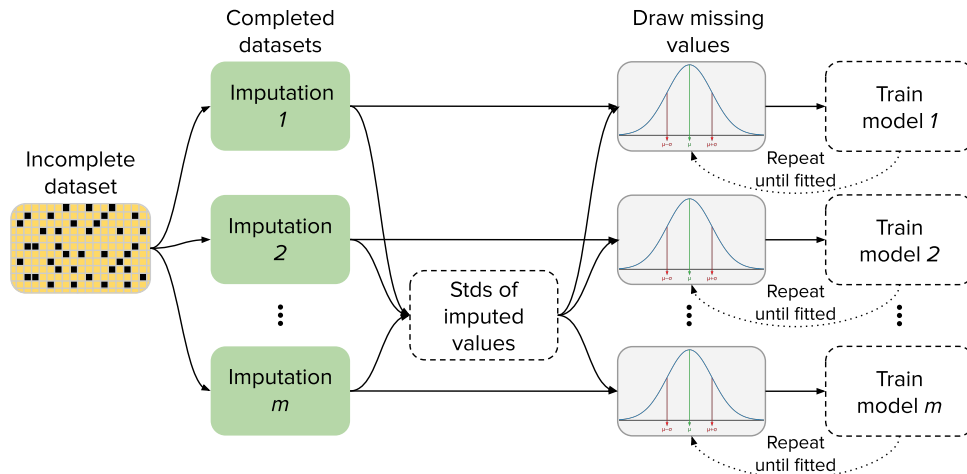 Completed
datasets
Draw missing
values
Incomplete
dataset
Imputation
1
Imputation
2
Imputation
m
Stds of
imputed
values
μ-σ μ μ+σ
Train
model 1
Repeat
until fitted
μ-σ μ μ+σ
Train
model 2
Repeat
until fitted
μ-σ μ μ+σ
Train
model m
Repeat
until fitted